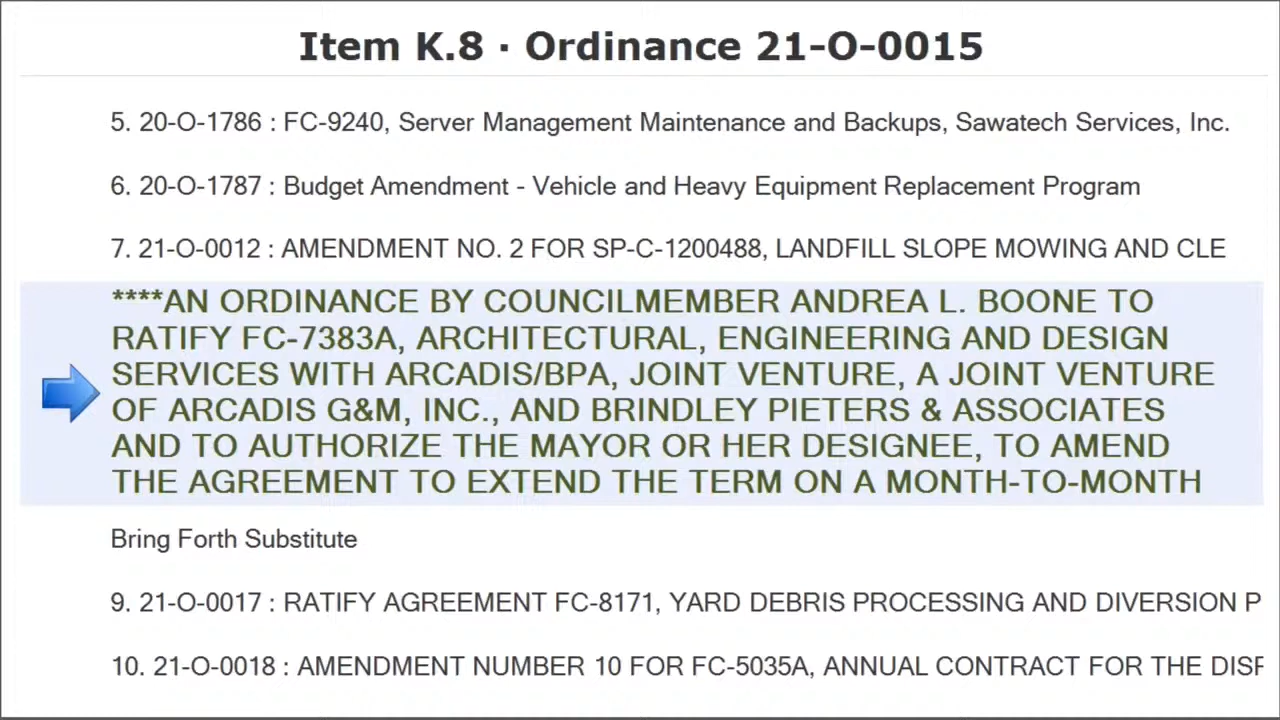 Item K.8 · Ordinance 21-O-0015
5. 20-O-1786 : FC-9240, Server Management Maintenance and Backups, Sawatech Services, Inc.
6. 20-O-1787 : Budget Amendment - Vehicle and Heavy Equipment Replacement Program
7. 21-O-0012 : AMENDMENT NO. 2 FOR SP-C-1200488, LANDFILL SLOPE MOWING AND CLE
****AN ORDINANCE BY COUNCILMEMBER ANDREA L. BOONE TO
RATIFY FC-7383A, ARCHITECTURAL, ENGINEERING AND DESIGN
SERVICES WITH ARCADIS/BPA, JOINT VENTURE, A JOINT VENTURE
OF ARCADIS G&M, INC., AND BRINDLEY PIETERS & ASSOCIATES
AND TO AUTHORIZE THE MAYOR OR HER DESIGNEE, TO AMEND
THE AGREEMENT TO EXTEND THE TERM ON A MONTH-TO-MONTH
Bring Forth Substitute
9. 21-O-0017 : RATIFY AGREEMENT FC-8171, YARD DEBRIS PROCESSING AND DIVERSION P
10. 21-O-0018 : AMENDMENT NUMBER 10 FOR FC-5035A, ANNUAL CONTRACT FOR THE DISP